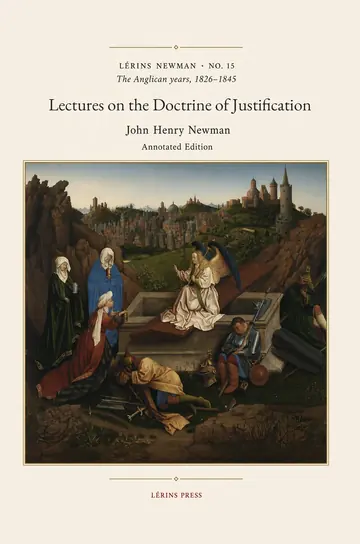 LÉRINS NEWMAN • NO. 15
The Anglican years, 1826–1845
Lectures on the Doctrine of Justification
John Henry Newman
Annotated Edition
LÉRINS PRESS